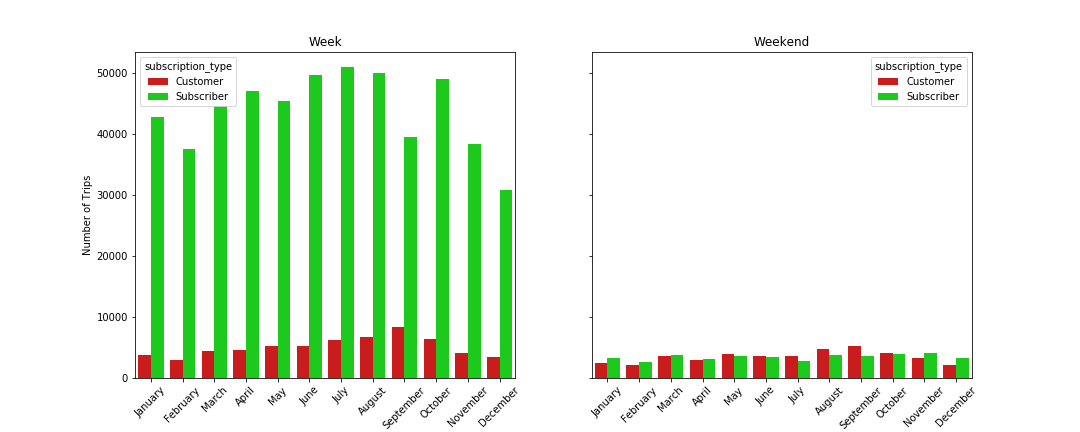 Week
Weekend
subscription_type
Customer
Subscriber
subscription_type
Customer
Subscriber
Number of Trips
50000
40000
30000
20000
10000
0
January
February
March
April
May
June
July
August
September
October
November
December
January
February
March
April
May
June
July
August
September
October
November
December